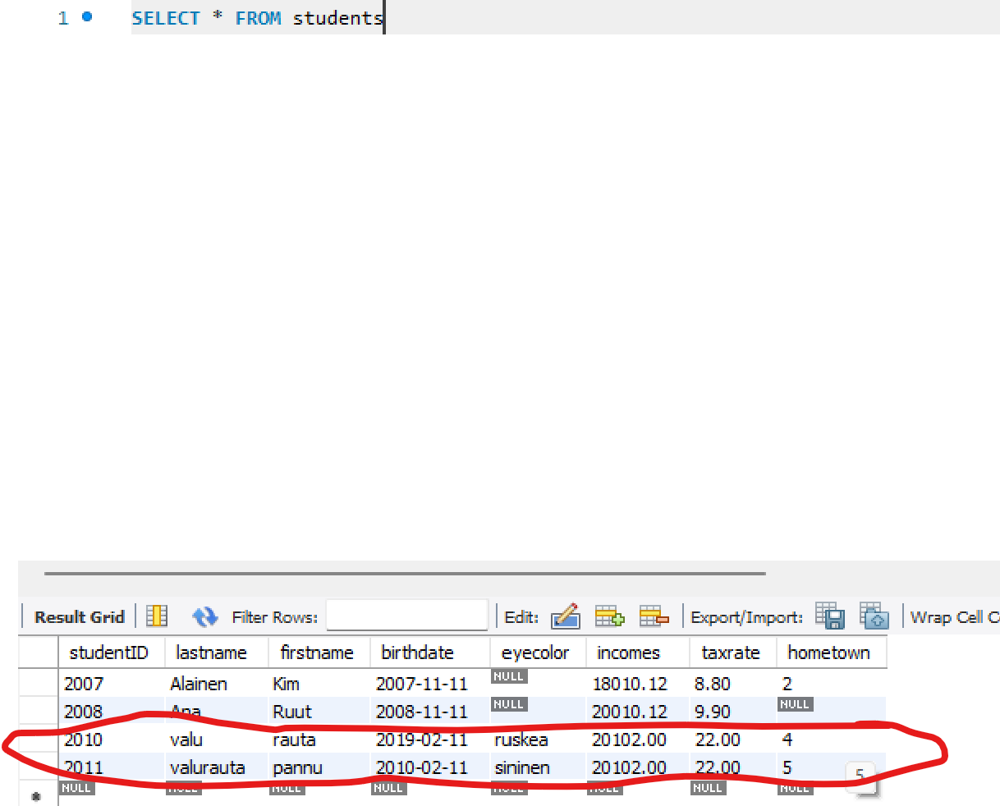 1 SELECT * FROM students
Result Grid Filter Rows: Edit: Export/Import: Wrap Cell C
studentID lastname firstname birthdate eyecolor incomes taxrate hometown
2007 Alainen Kim 2007-11-11 NULL 18010.12 8.80 2
2008 Apa Ruut 2008-11-11 NULL 20010.12 9.90 NULL
2010 valu rauta 2019-02-11 ruskea 20102.00 22.00 4
2011 valurauta pannu 2010-02-11 sininen 20102.00 22.00 5
5
* NULL NULL NULL NULL NULL NULL NULL NULL